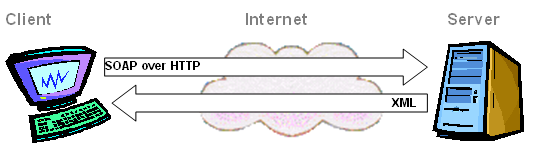 Client
Internet
Server
SOAP over HTTP
XML